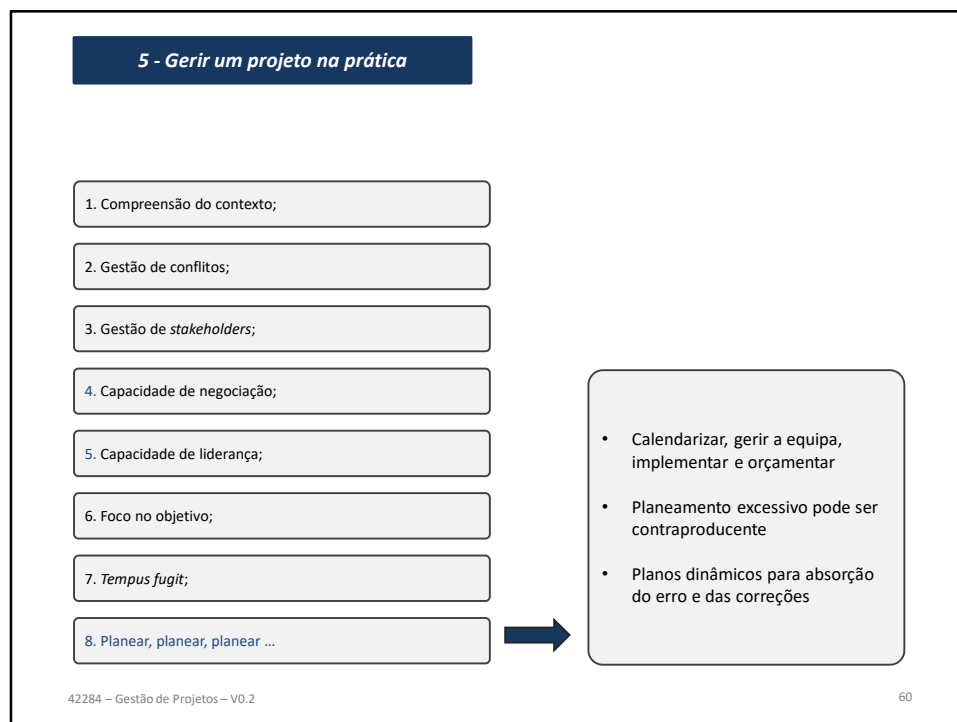 5 - Gerir um projeto na prática
1. Compreensão do contexto;
2. Gestão de conflitos;
3. Gestão de stakeholders;
4. Capacidade de negociação;
5. Capacidade de liderança;
6. Foco no objetivo;
7. Tempus fugit;
8. Planear, planear, planear ...
• Calendarizar, gerir a equipa,
implementar e orçamentar
• Planeamento excessivo pode ser
contraproducente
• Planos dinâmicos para absorção
do erro e das correções
42284 – Gestão de Projetos – V0.2
60